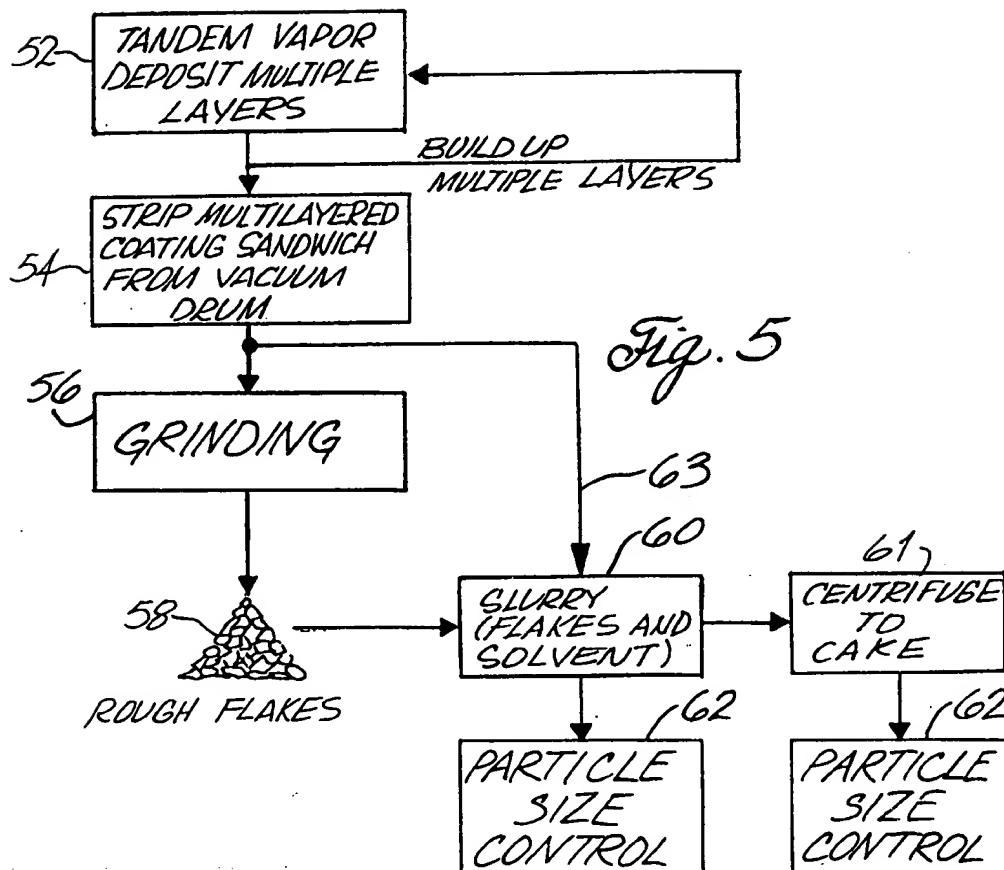 52
TANDEM VAPOR
DEPOSIT MULTIPLE
LAYERS
BUILD UP
MULTIPLE LAYERS
54
STRIP MULTILAYERED
COATING SANDWICH
FROM VACUUM
DRUM
Fig. 5
56
GRINDING
63
58
ROUGH FLAKES
60
SLURRY
(FLAKES AND
SOLVENT)
61
CENTRIFUGE
TO
CAKE
62
PARTICLE
SIZE
CONTROL
62
PARTICLE
SIZE
CONTROL